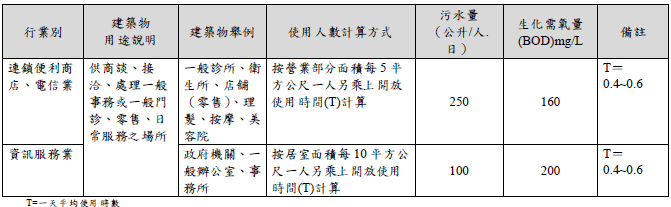 行業別
建築物
用途說明
建築物舉例
使用人數計算方式
污水量
（公升/人.
日）
生化需氧量
(BOD)mg/L
備註
連鎖便利商
店、電信業
供商談、接
洽、處理一般
事務或一般門
診、零售、日
常服務之場所
一般診所、衛
生所、店舖
（零售）、理
髮、按摩、美
容院
按營業部分面積每 5 平
方公尺一人另乘上開放
使用時間(T)計算
250
160
T＝
0.4~0.6
資訊服務業
政府機關、一
般辦公室、事
務所
按居室面積每 10 平方公
尺一人另乘上開放使用
時間(T)計算
100
200
T＝
0.4~0.6
T=一天平均使用時數